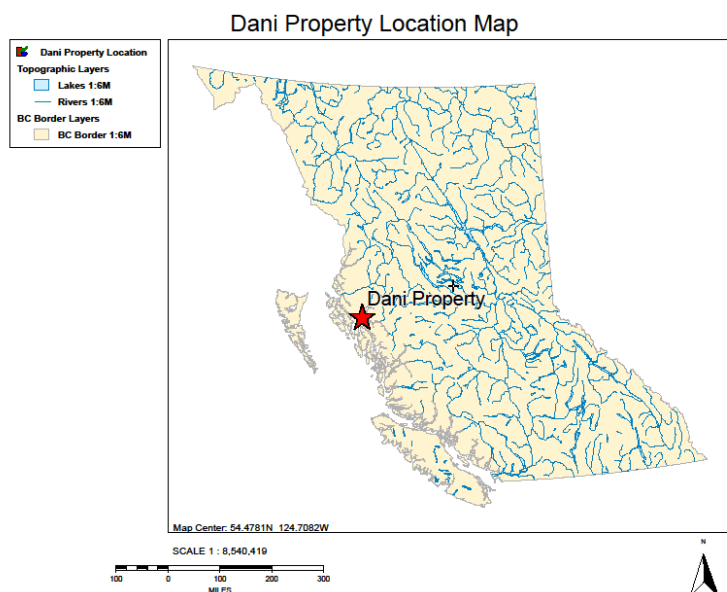 Dani Property Location Map
Dani Property Location
Topographic Layers
Lakes 1:6M
Rivers 1:6M
BC Border Layers
BC Border 1:6M
Dani Property
Map Center: 54.4781N 124.7082W
SCALE 1 : 8,540,419
100 0 100 200 300
MILES
N